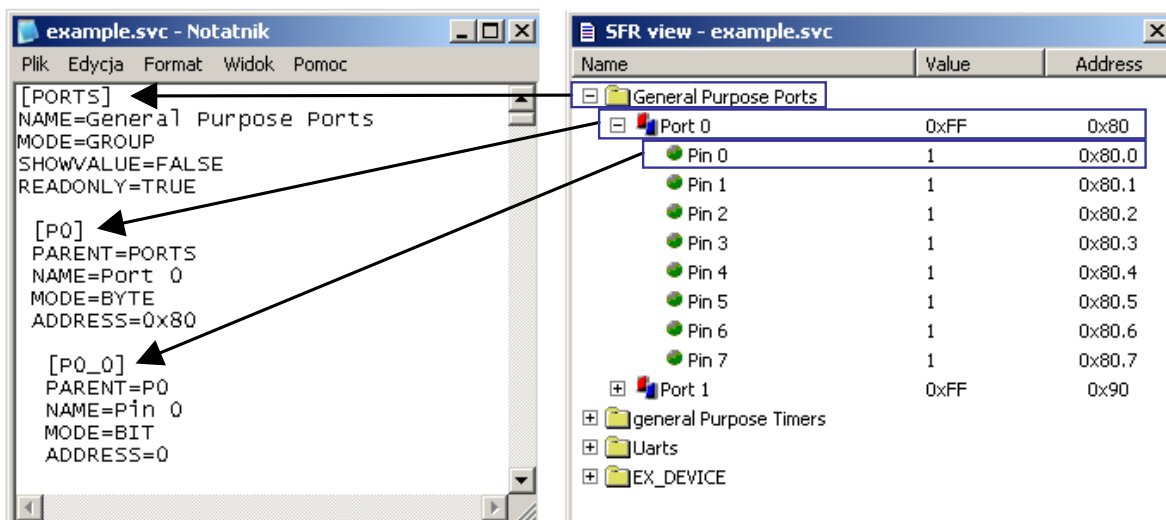 example.svc - Notatnik
Plik Edycja Format Widok Pomoc
[PORTS]
NAME=General Purpose Ports
MODE=GROUP
SHOWVALUE=FALSE
READONLY=TRUE
[P0]
PARENT=PORTS
NAME=Port 0
MODE=BYTE
ADDRESS=0x80
[P0_0]
PARENT=P0
NAME=Pin 0
MODE=BIT
ADDRESS=0
SFR view - example.svc
Name Value Address
General Purpose Ports
Port 0 0xFF 0x80
Pin 0 1 0x80.0
Pin 1 1 0x80.1
Pin 2 1 0x80.2
Pin 3 1 0x80.3
Pin 4 1 0x80.4
Pin 5 1 0x80.5
Pin 6 1 0x80.6
Pin 7 1 0x80.7
Port 1 0xFF 0x90
general Purpose Timers
Uarts
EX_DEVICE